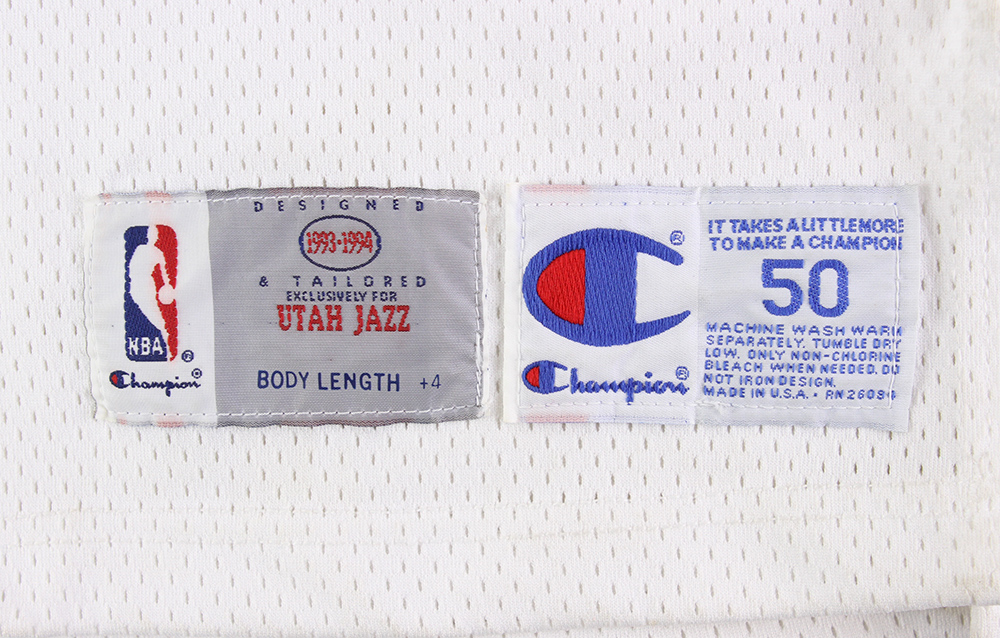 DESIGNED
1993-1994
& TAILORED
EXCLUSIVELY FOR
UTAH JAZZ
BODY LENGTH +4
NBA ®
Champion ®
®
Champion ®
IT TAKES A LITTLE MORE
TO MAKE A CHAMPION
50
MACHINE WASH WARM
SEPARATELY. TUMBLE DRY
LOW. ONLY NON-CHLORINE
BLEACH WHEN NEEDED. DO
NOT IRON DESIGN.
MADE IN U.S.A. • RN 26094